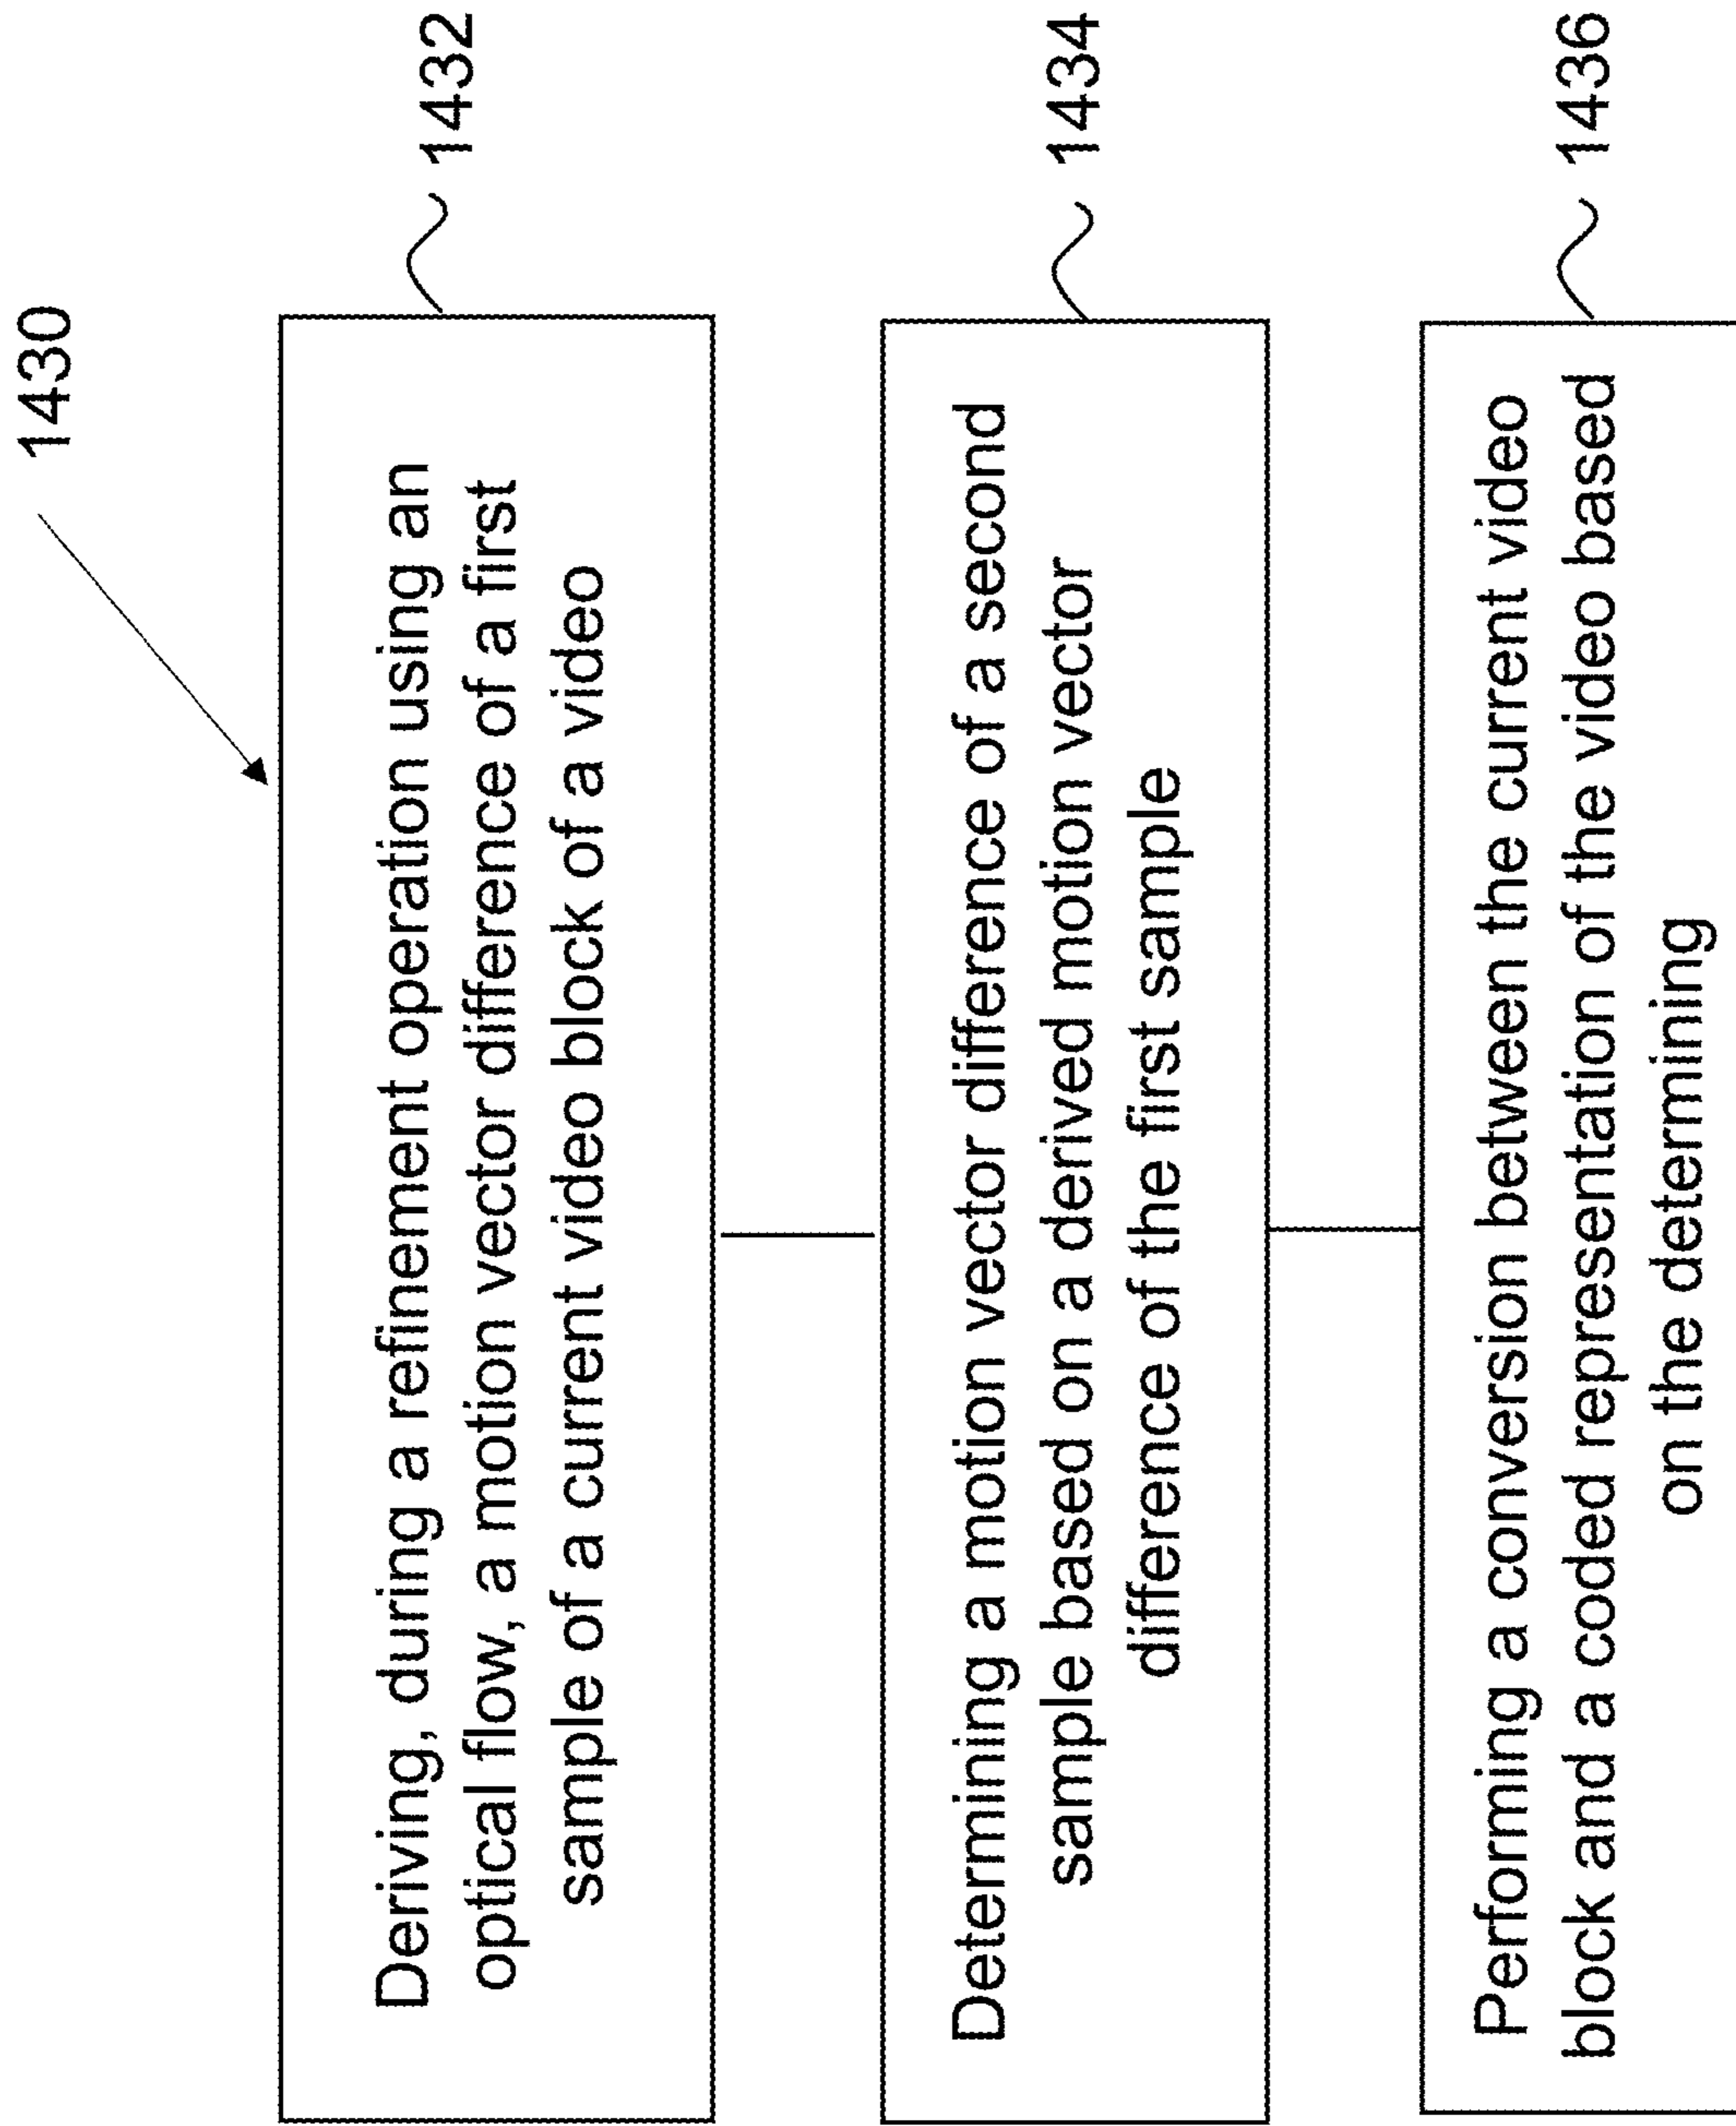 1430
Deriving, during a refinement operation using an
optical flow, a motion vector difference of a first
sample of a current video block of a video
1432
Determining a motion vector difference of a second
sample based on a derived motion vector
difference of the first sample
1434
Performing a conversion between the current video
block and a coded representation of the video based
on the determining
1436